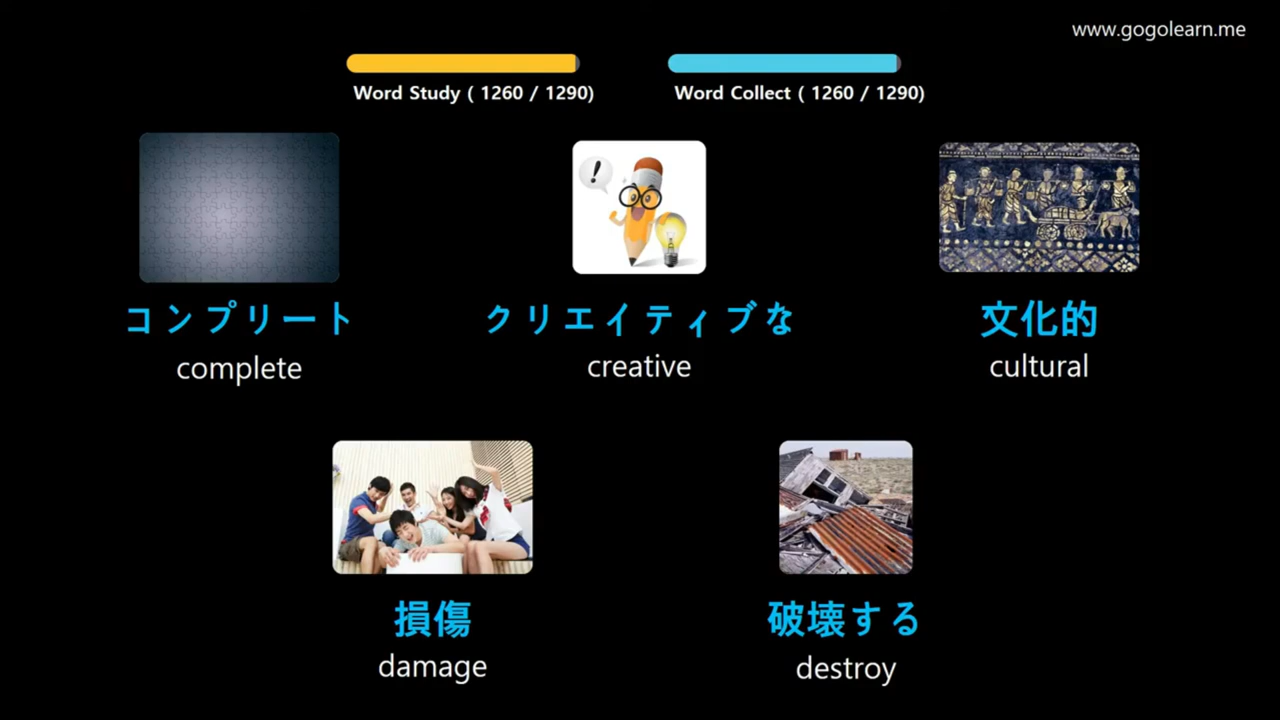 www.gogolearn.me
Word Study ( 1260 / 1290)
Word Collect ( 1260 / 1290)
!
コンプリート
complete
クリエイティブな
creative
文化的
cultural
損傷
damage
破壊する
destroy